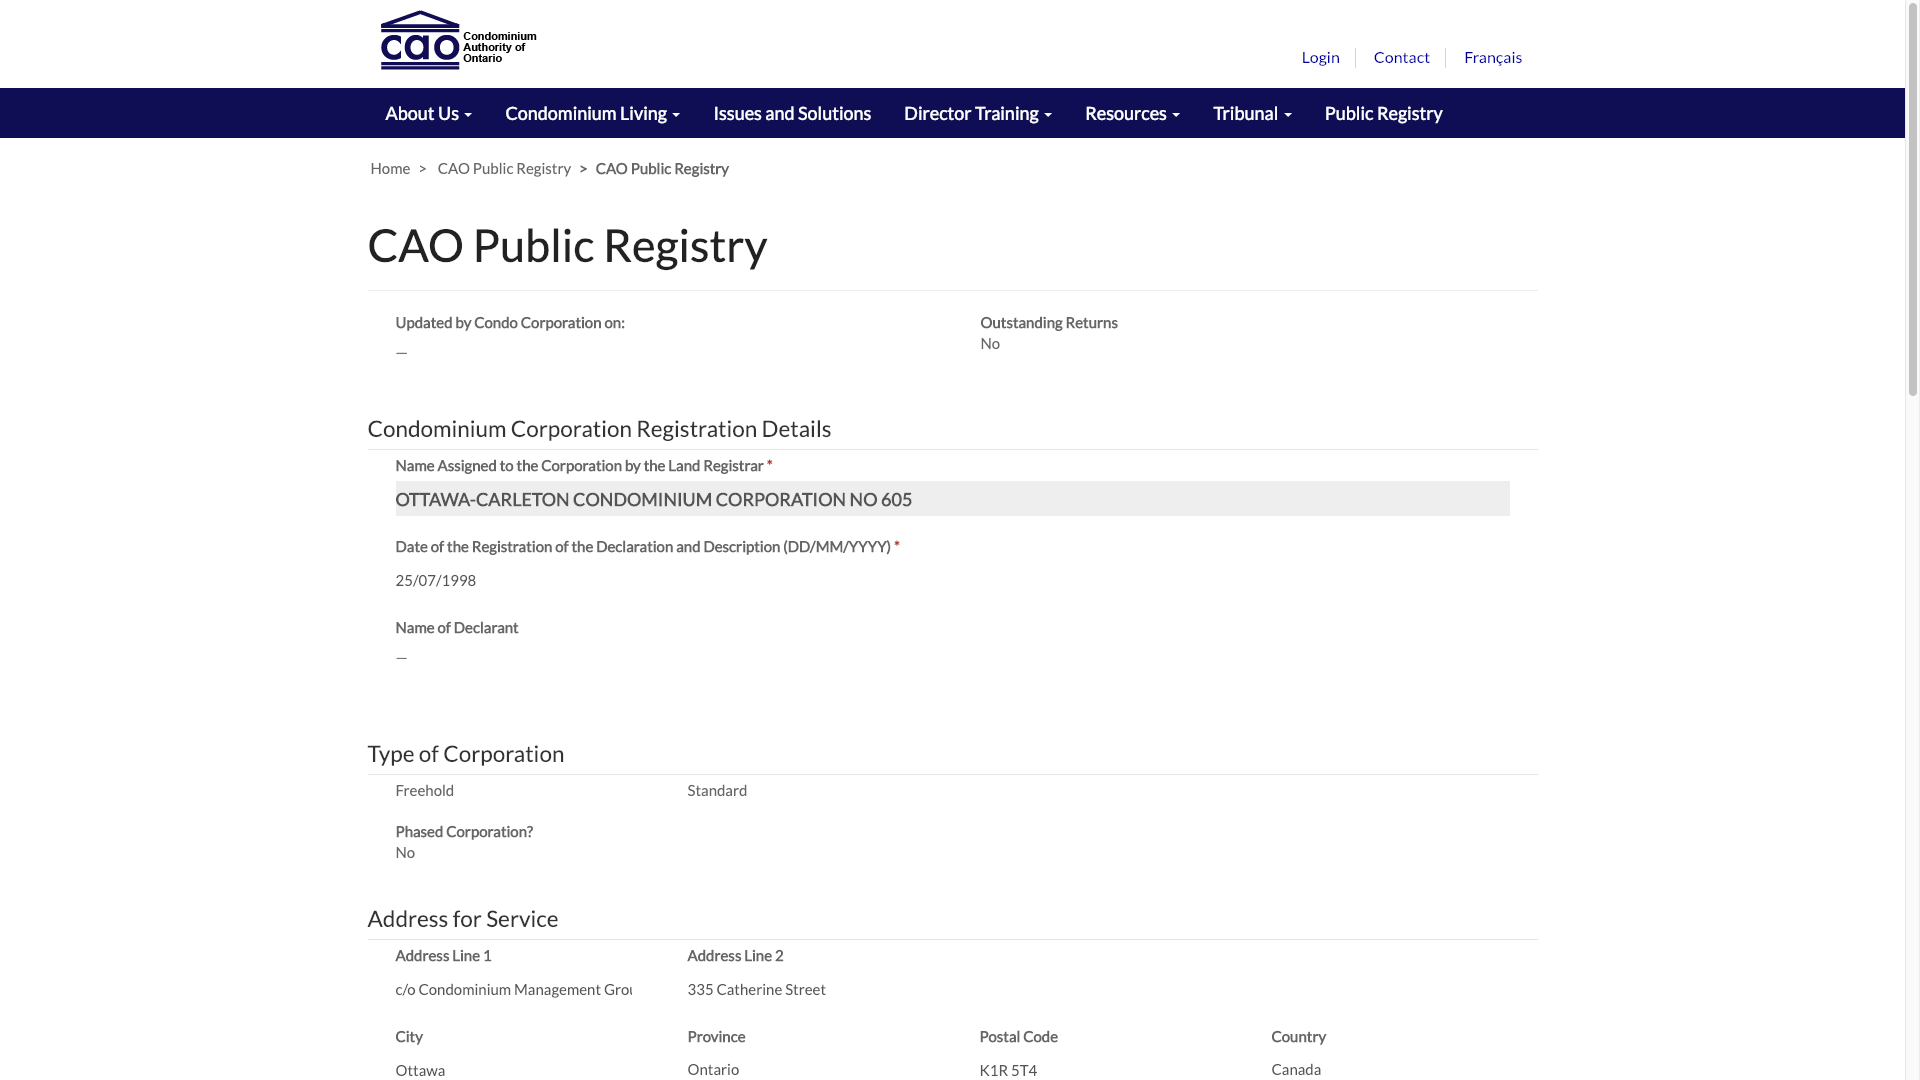 cao Condominium
Authority of
Ontario
Login Contact Français
About Us Condominium Living Issues and Solutions Director Training Resources Tribunal Public Registry
Home > CAO Public Registry > CAO Public Registry
CAO Public Registry
Updated by Condo Corporation on: Outstanding Returns
— No
Condominium Corporation Registration Details
Name Assigned to the Corporation by the Land Registrar *
OTTAWA-CARLETON CONDOMINIUM CORPORATION NO 605
Date of the Registration of the Declaration and Description (DD/MM/YYYY) *
25/07/1998
Name of Declarant
—
Type of Corporation
Freehold Standard
Phased Corporation?
No
Address for Service
Address Line 1 Address Line 2
c/o Condominium Management 335 Catherine Street
City Province Postal Code Country
Ottawa Ontario K1R 5T4 Canada